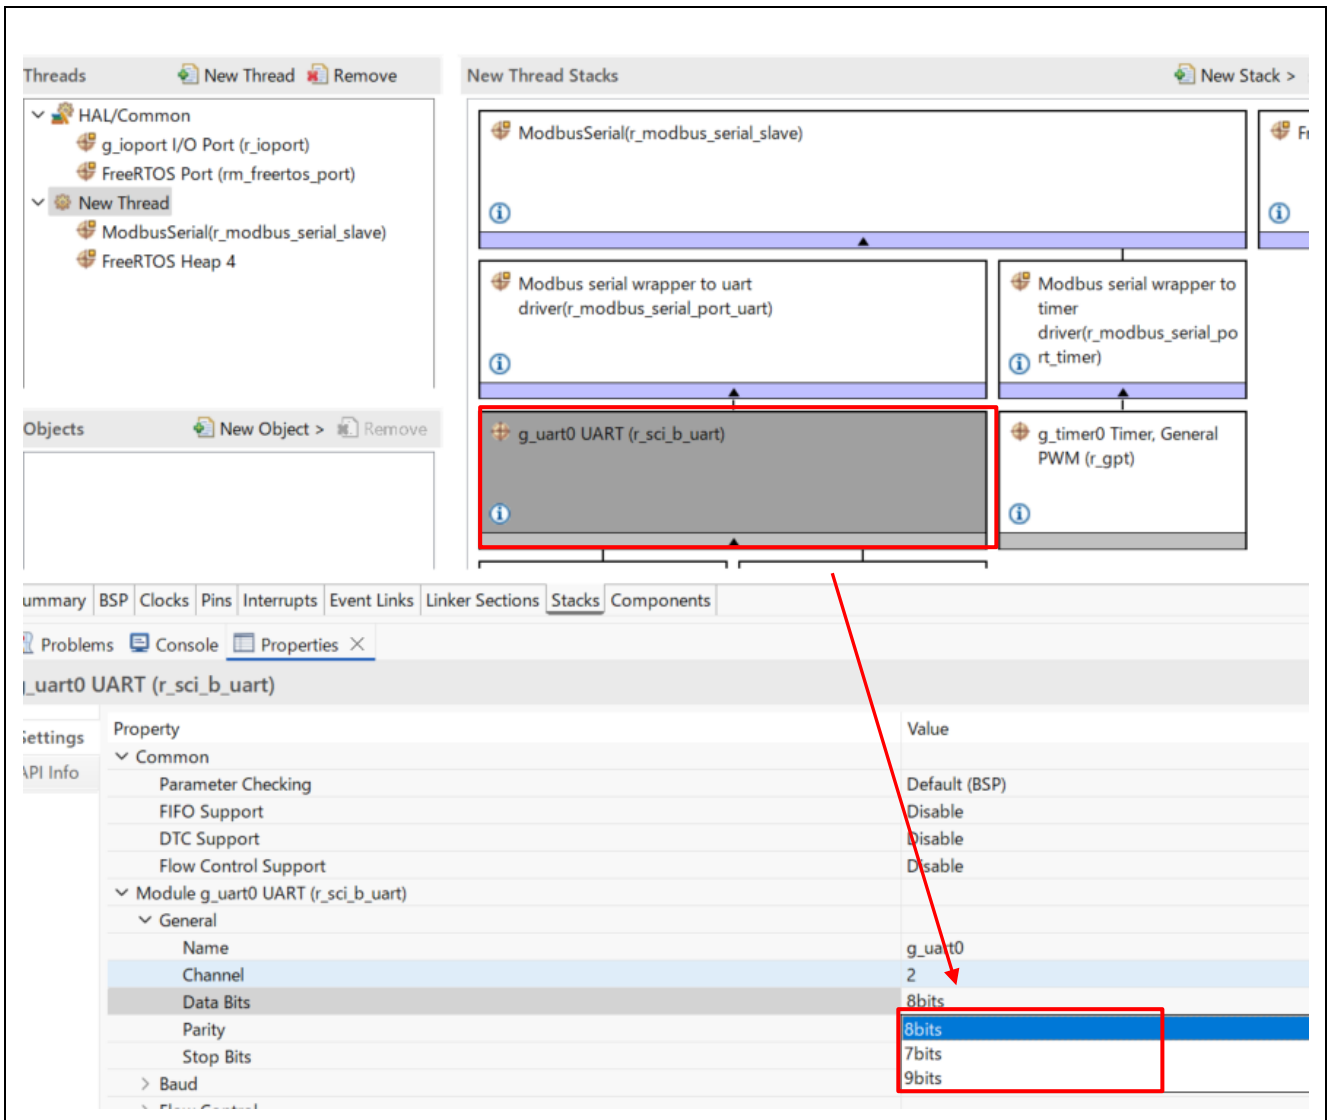 Threads New Thread Remove
HAL/Common
g_ioport I/O Port (r_ioport)
FreeRTOS Port (rm_freertos_port)
New Thread
ModbusSerial(r_modbus_serial_slave)
FreeRTOS Heap 4
Objects New Object > Remove
New Thread Stacks New Stack >
ModbusSerial(r_modbus_serial_slave)
Modbus serial wrapper to uart
driver(r_modbus_serial_port_uart)
Modbus serial wrapper to
timer
driver(r_modbus_serial_po
rt_timer)
g_uart0 UART (r_sci_b_uart)
g_timer0 Timer, General
PWM (r_gpt)
ummary BSP Clocks Pins Interrupts Event Links Linker Sections Stacks Components
Problems Console Properties
_uart0 UART (r_sci_b_uart)
Settings
API Info
Property Value
Common
Parameter Checking Default (BSP)
FIFO Support Disable
DTC Support Disable
Flow Control Support Disable
Module g_uart0 UART (r_sci_b_uart)
General
Name g_uart0
Channel 2
Data Bits 8bits
Parity 8bits
Stop Bits 7bits
9bits
Baud